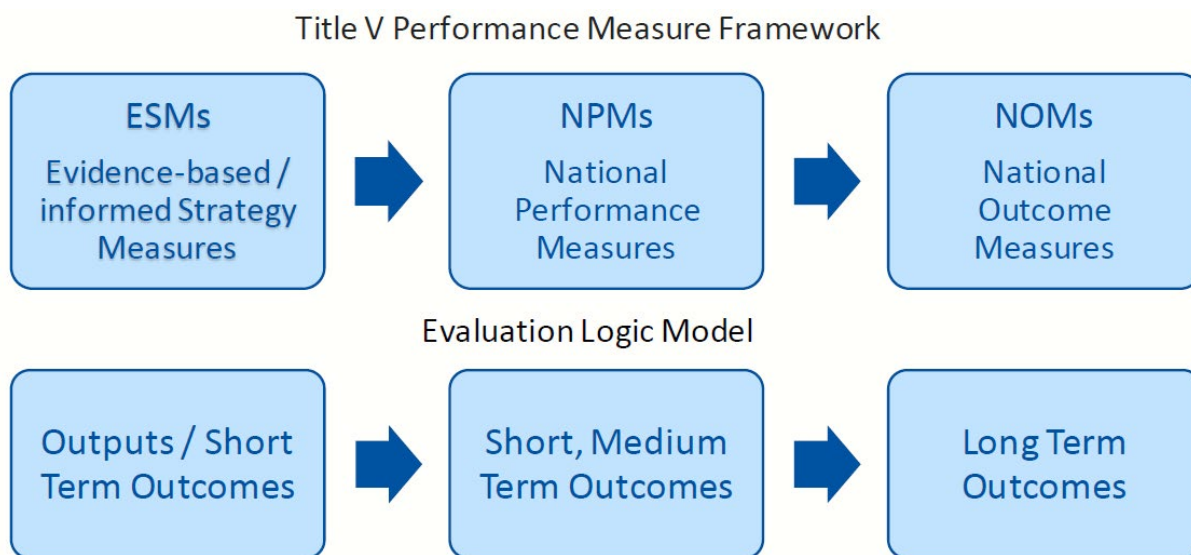 Title V Performance Measure Framework
ESMs
Evidence-based /
informed Strategy
Measures
NPMs
National
Performance
Measures
NOMs
National
Outcome
Measures
Evaluation Logic Model
Outputs / Short
Term Outcomes
Short, Medium
Term Outcomes
Long Term
Outcomes